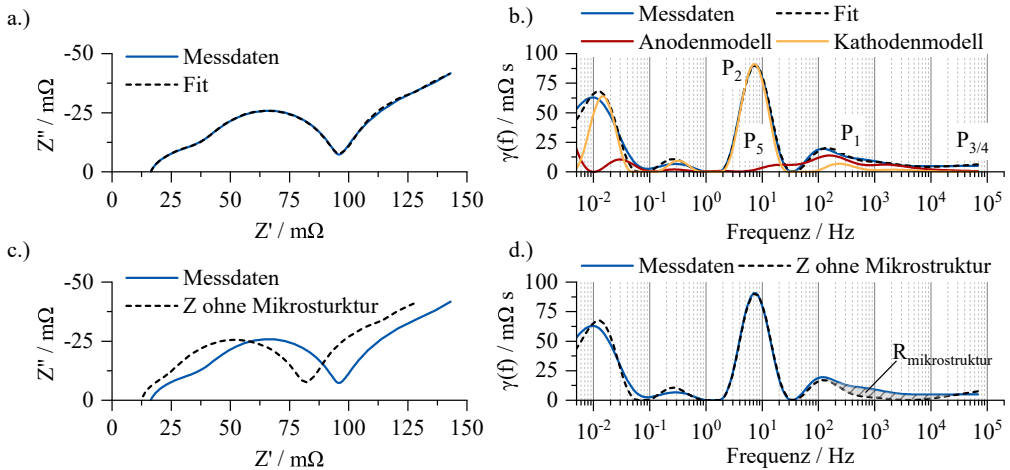 a.)
-50
-25
0
Z'' / mΩ
Messdaten
Fit
0 25 50 75 100 125 150
Z' / mΩ
b.)
Messdaten Fit
Anodenmodell Kathodenmodell
100
75
50
25
0
γ(f) / mΩ s
P2
P5
P1
P3/4
10-2 10-1 100 101 102 103 104 105
Frequenz / Hz
c.)
-50
-25
0
Z'' / mΩ
Messdaten
Z ohne Mikrosturktur
0 25 50 75 100 125 150
Z' / mΩ
d.)
Messdaten Z ohne Mikrostruktur
100
75
50
25
0
γ(f) / mΩ s
Rmikrostruktur
10-2 10-1 100 101 102 103 104 105
Frequenz / Hz